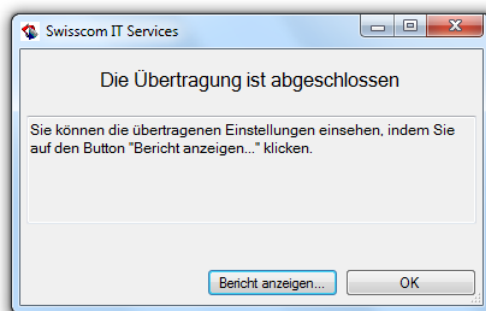 Swisscom IT Services
Die Übertragung ist abgeschlossen
Sie können die übertragenen Einstellungen einsehen, indem Sie
auf den Button "Bericht anzeigen..." klicken.
Bericht anzeigen...
OK